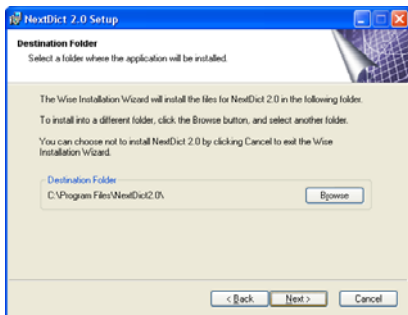 NextDict 2.0 Setup
Destination Folder
Select a folder where the application will be installed.
The Wise Installation Wizard will install the files for NextDict 2.0 in the following folder.
To install into a different folder, click the Browse button, and select another folder.
You can choose not to install NextDict 2.0 by clicking Cancel to exit the Wise
Installation Wizard.
Destination Folder
C:\Program Files\NextDict2.0\
Browse
< Back
Next >
Cancel